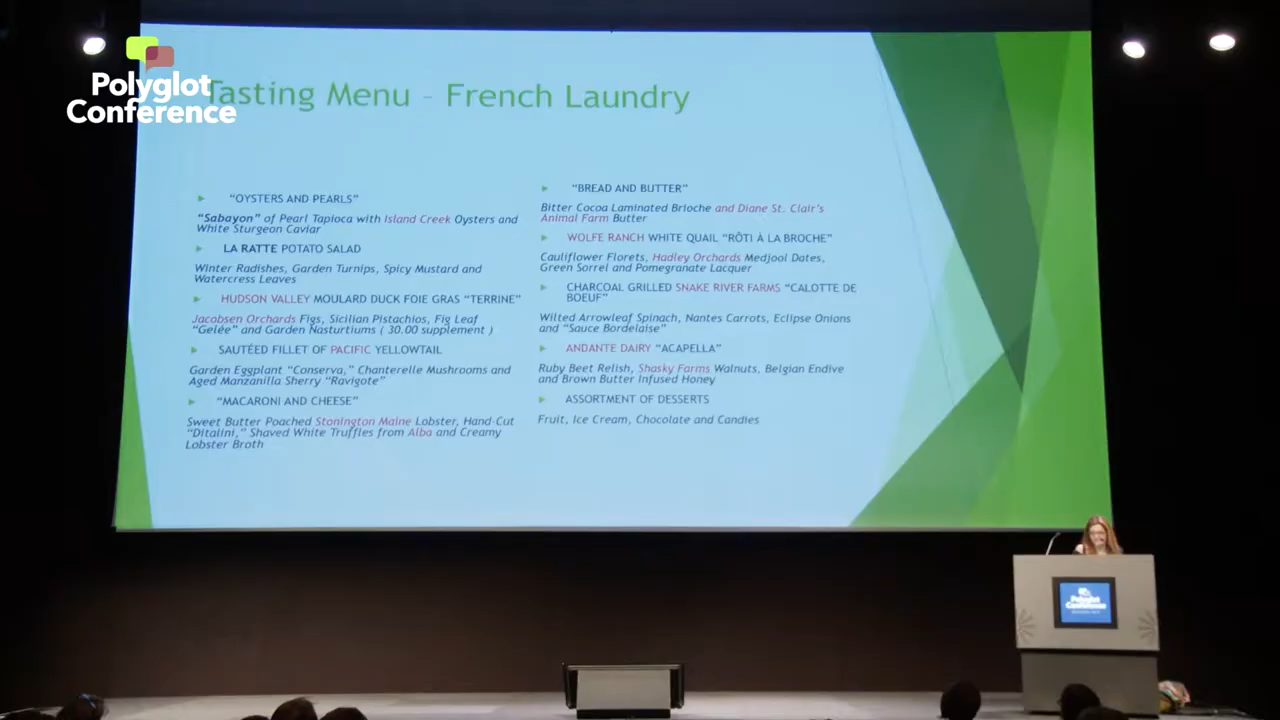 Polyglot
Conference
Tasting Menu – French Laundry
“OYSTERS AND PEARLS”
“Sabayon” of Pearl Tapioca with Island Creek Oysters and
White Sturgeon Caviar
LA RATTE POTATO SALAD
Winter Radishes, Garden Turnips, Spicy Mustard and
Watercress Leaves
HUDSON VALLEY MOULARD DUCK FOIE GRAS “TERRINE”
Jacobsen Orchards Figs, Sicilian Pistachios, Fig Leaf
“Gelée” and Garden Nasturtiums ( 30.00 supplement )
SAUTÉED FILLET OF PACIFIC YELLOWTAIL
Garden Eggplant “Conserva,” Chanterelle Mushrooms and
Aged Manzanilla Sherry “Ravigote”
“MACARONI AND CHEESE”
Sweet Butter Poached Stonington Maine Lobster, Hand-Cut
“Ditalini,” Shaved White Truffles from Alba and Creamy
Lobster Broth
“BREAD AND BUTTER”
Bitter Cocoa Laminated Brioche and Diane St. Clair’s
Animal Farm Butter
WOLFE RANCH WHITE QUAIL “RÔTI À LA BROCHE”
Cauliflower Florets, Hadley Orchards Medjool Dates,
Green Sorrel and Pomegranate Lacquer
CHARCOAL GRILLED SNAKE RIVER FARMS “CALOTTE DE
BOEUF”
Wilted Arrowleaf Spinach, Nantes Carrots, Eclipse Onions
and “Sauce Bordelaise”
ANDANTE DAIRY “ACAPELLA”
Ruby Beet Relish, Shasky Farms Walnuts, Belgian Endive
and Brown Butter Infused Honey
ASSORTMENT OF DESSERTS
Fruit, Ice Cream, Chocolate and Candies
Polyglot
Conference